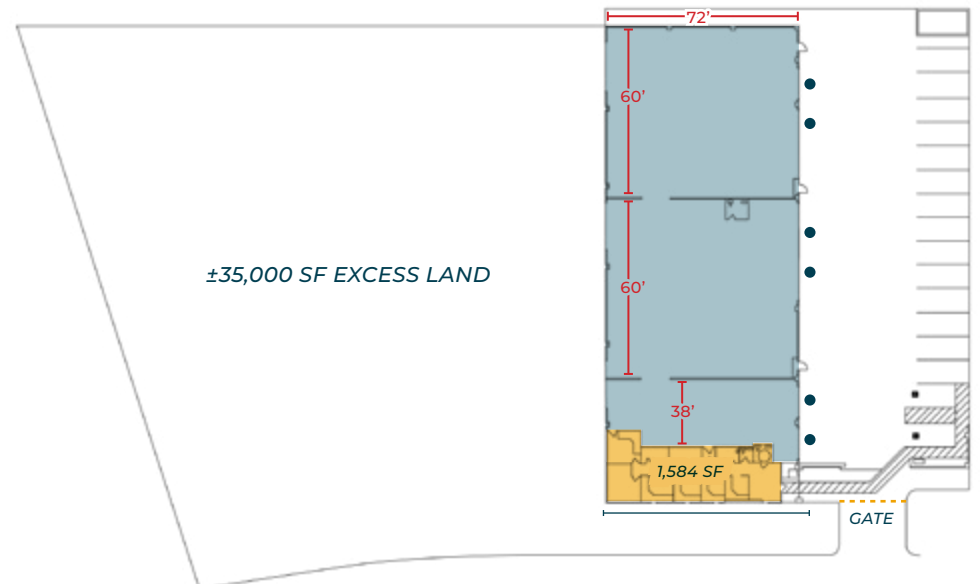 72'
60'
±35,000 SF EXCESS LAND
60'
38'
1,584 SF
GATE